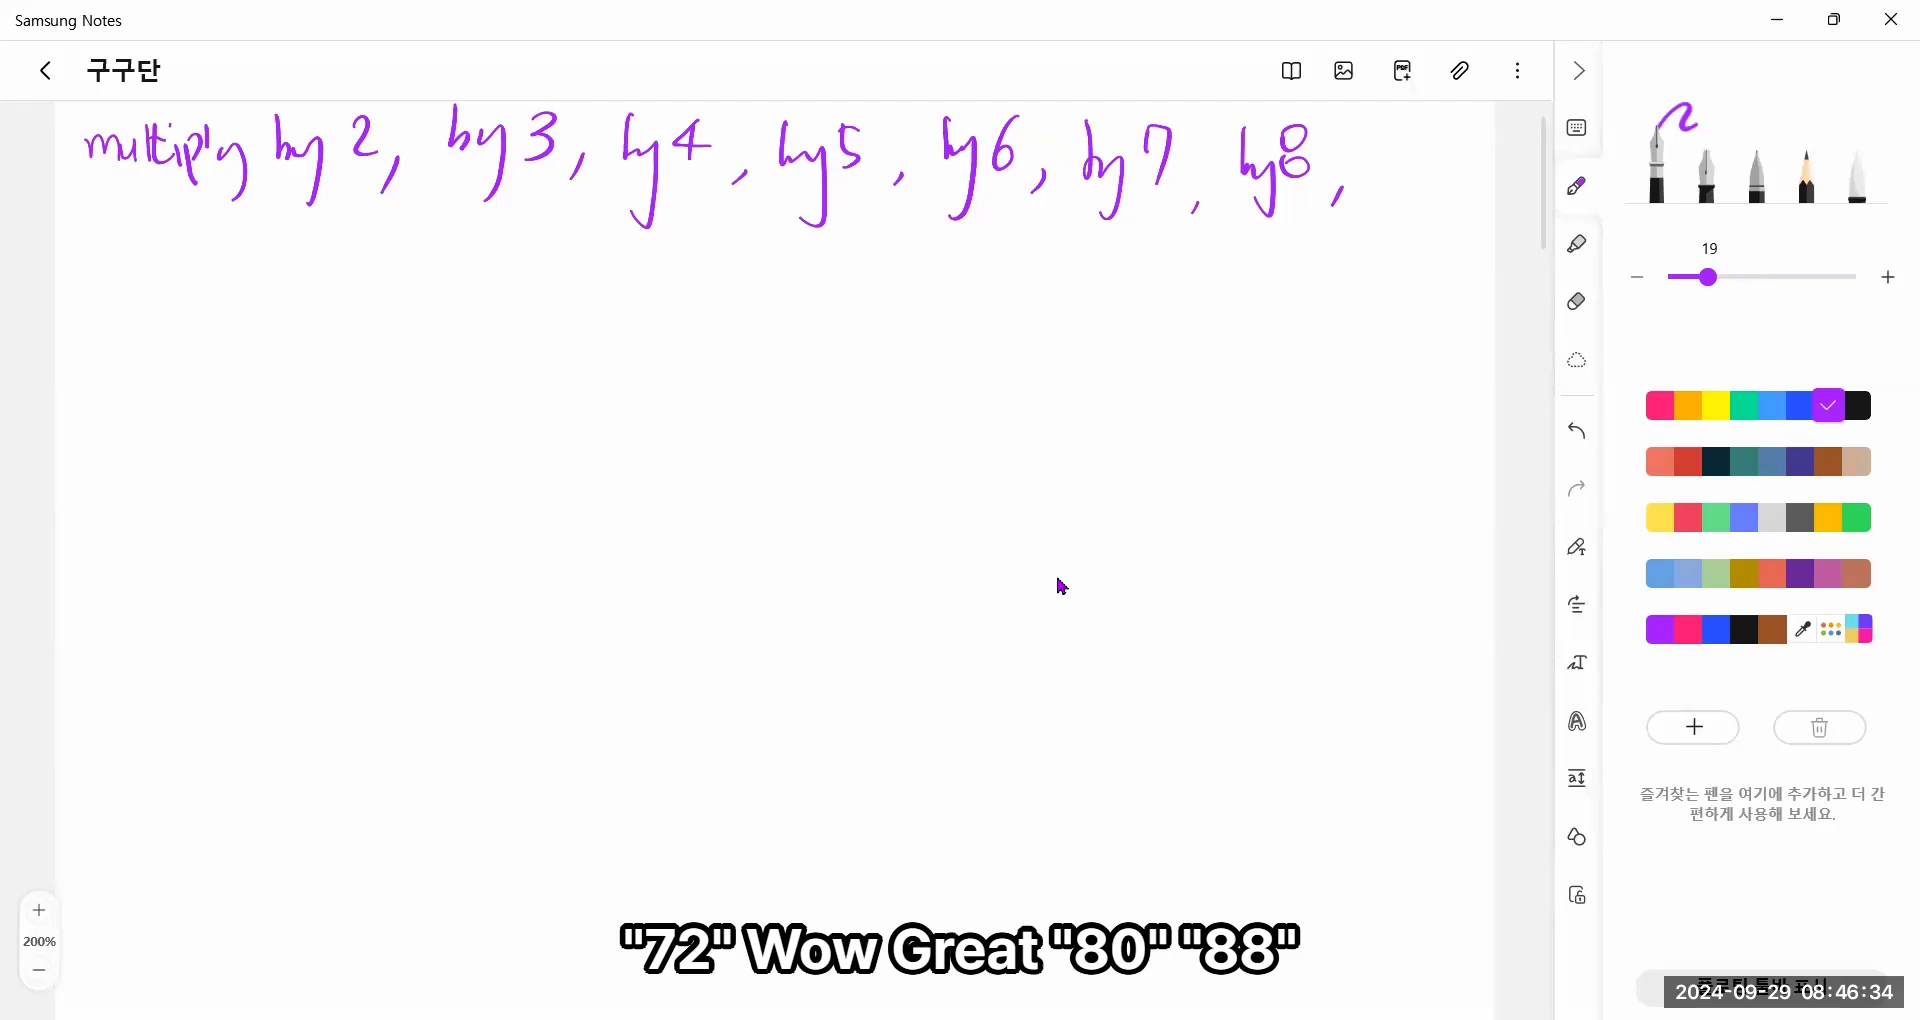 Samsung Notes
구구단
multiply by 2, by 3, by 4, by 5, by 6, by 7, by 8,
19
즐겨찾는 펜을 여기에 추가하고 더 간
편하게 사용해 보세요.
200%
"72" Wow Great "80" "88"
2024-09-29 08:46:34